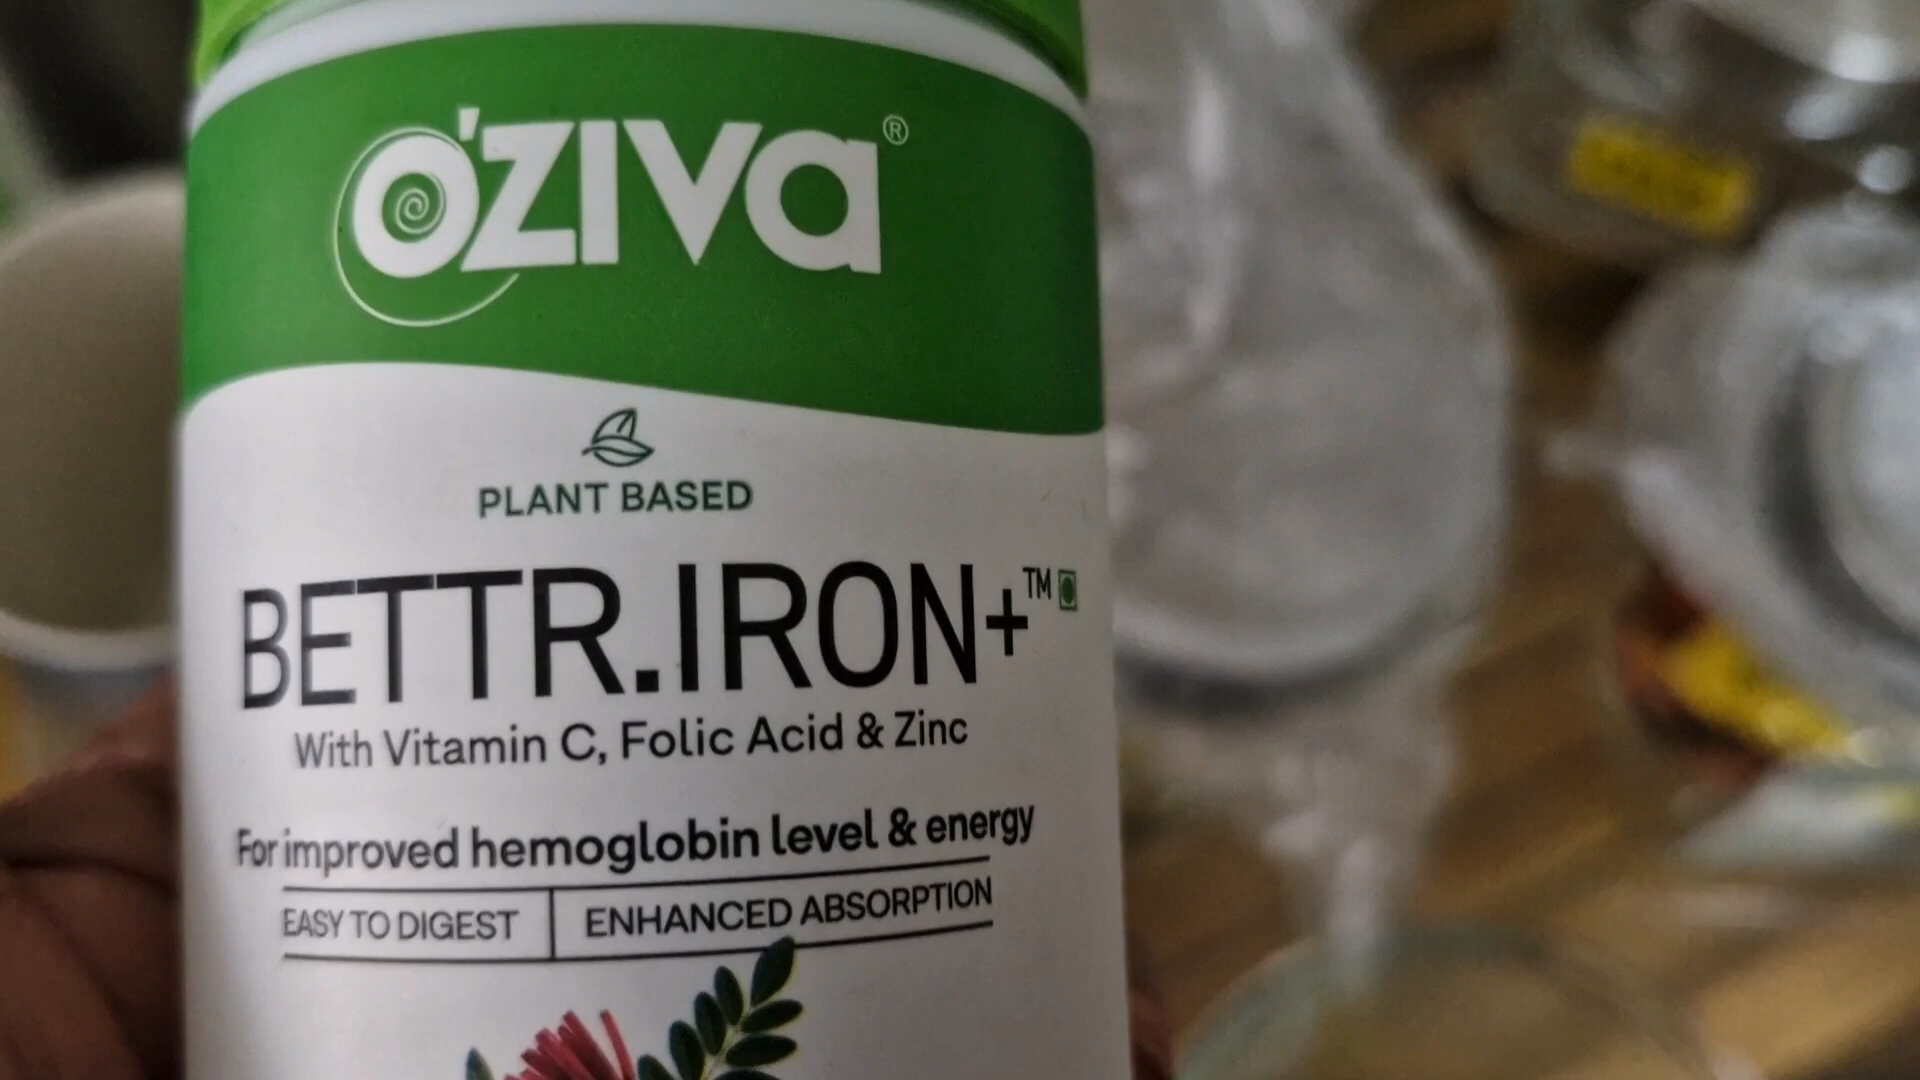 O'ZIVA®
PLANT BASED
BETTR.IRON+™
With Vitamin C, Folic Acid & Zinc
For improved hemoglobin level & energy
EASY TO DIGEST
ENHANCED ABSORPTION